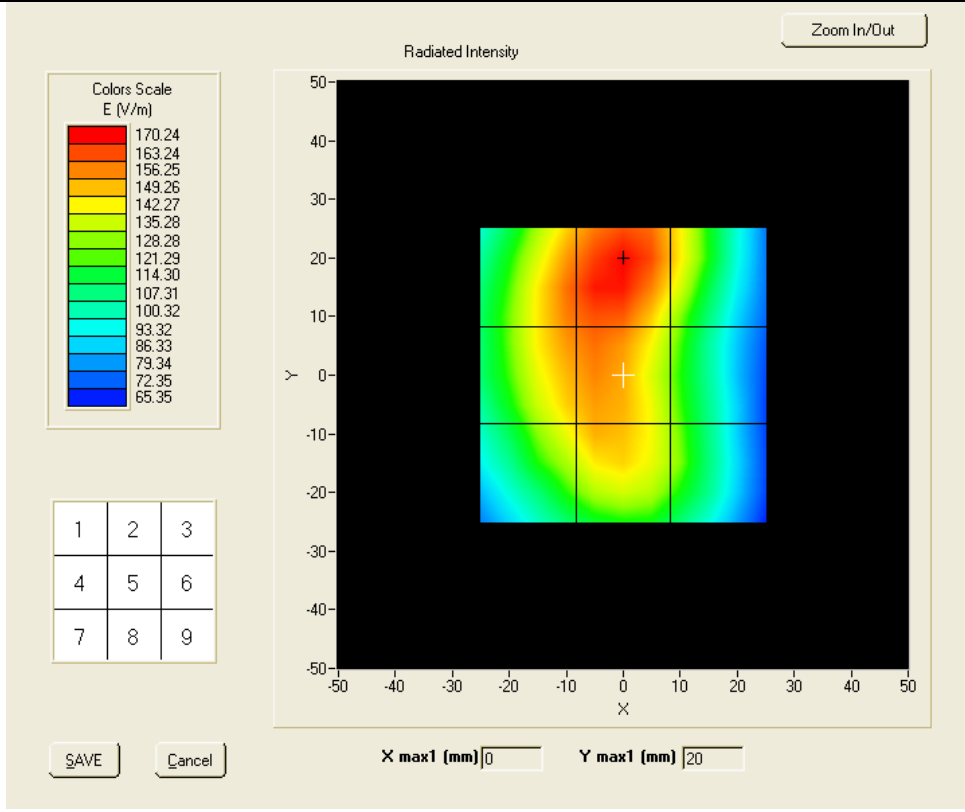 Zoom In/Out
Radiated Intensity
Colors Scale
E (V/m)
170.24
163.24
156.25
149.26
142.27
135.28
128.28
121.29
114.30
107.31
100.32
93.32
86.33
79.34
72.35
65.35
1 2 3
4 5 6
7 8 9
50
40
30
20
10
0
-10
-20
-30
-40
-50
Y
-50 -40 -30 -20 -10 0 10 20 30 40 50
X
X max1 (mm) 0 Y max1 (mm) 20
SAVE Cancel